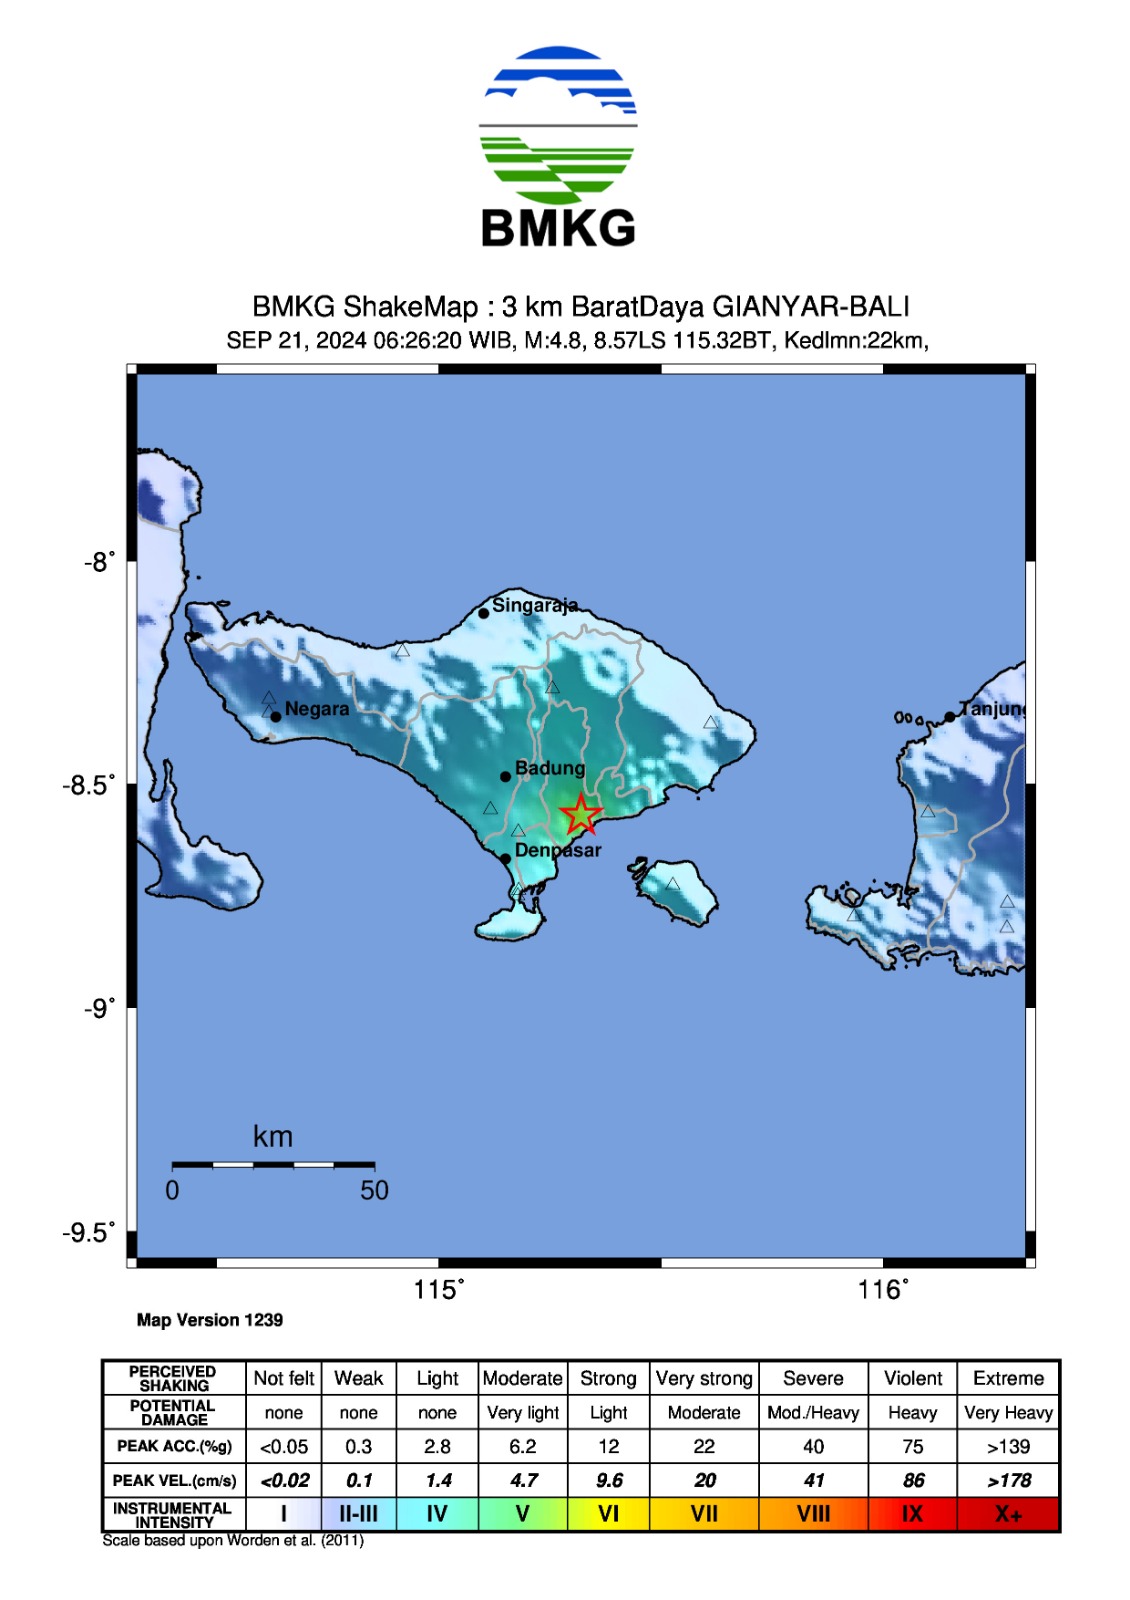 BMKG
BMKG ShakeMap : 3 km BaratDaya GIANYAR-BALI
SEP 21, 2024 06:26:20 WIB, M:4.8, 8.57LS 115.32BT, Kedlmn:22km,
-8˚
Singaraja
Negara
Tanjung
-8.5˚
Badung
Denpasar
-9˚
km
0 50
-9.5˚
115˚ 116˚
Map Version 1239
PERCEIVED SHAKING Not felt Weak Light Moderate Strong Very strong Severe Violent Extreme
POTENTIAL DAMAGE none none none Very light Light Moderate Mod./Heavy Heavy Very Heavy
PEAK ACC.(%g) <0.05 0.3 2.8 6.2 12 22 40 75 >139
PEAK VEL.(cm/s) <0.02 0.1 1.4 4.7 9.6 20 41 86 >178
INSTRUMENTAL INTENSITY I II-III IV V VI VII VIII IX X+
Scale based upon Worden et al. (2011)